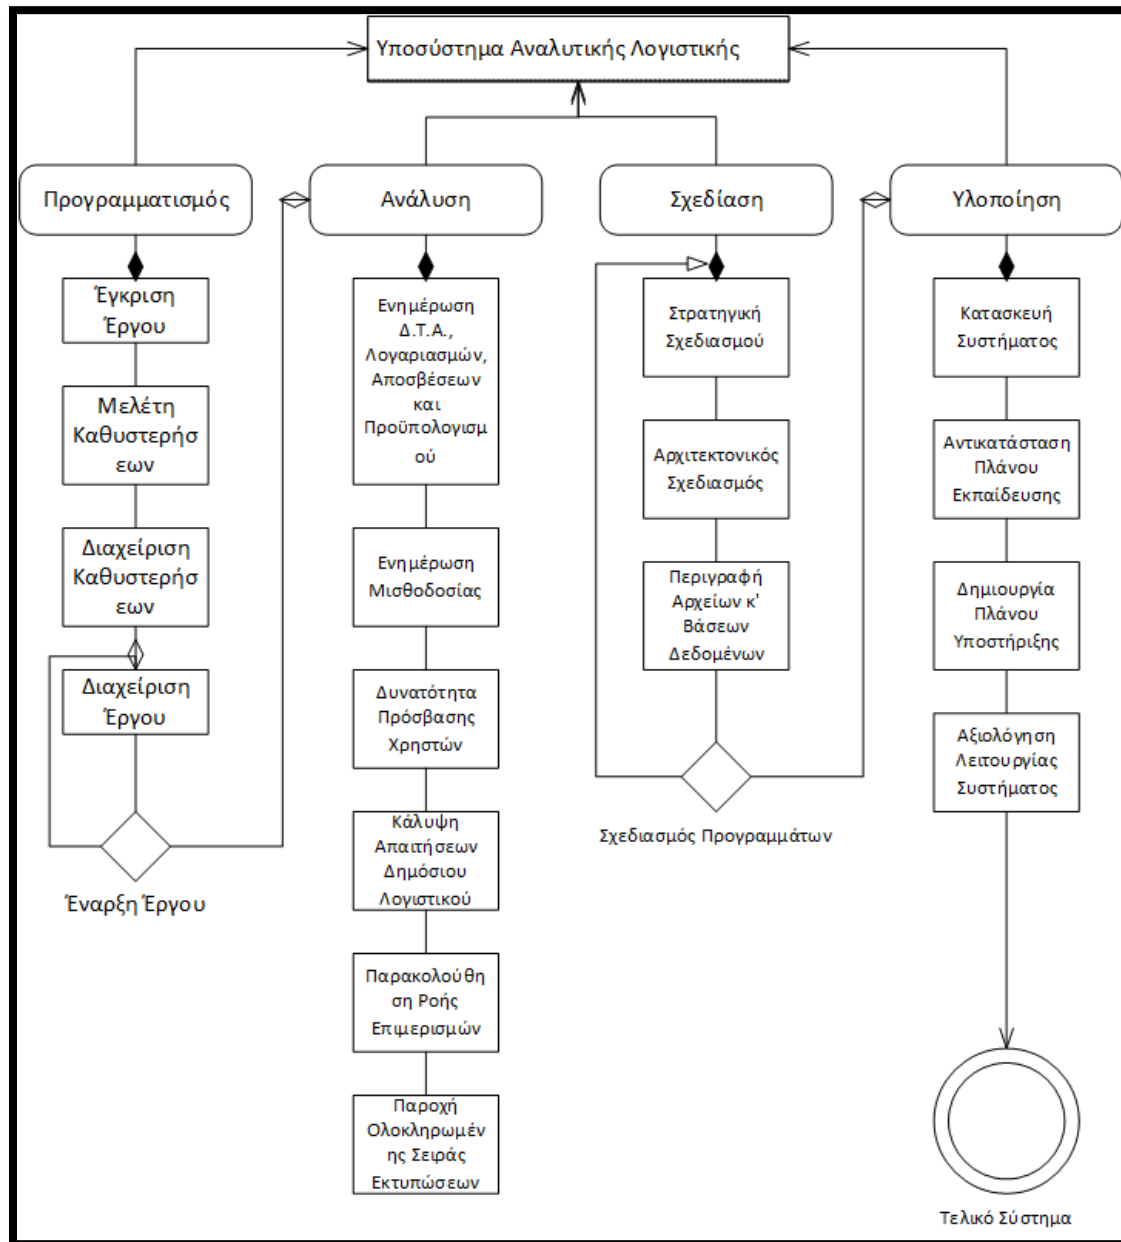 Υποσύστημα Αναλυτικής Λογιστικής
Προγραμματισμός
Ανάλυση
Σχεδίαση
Υλοποίηση
Έγκριση
Έργου
Μελέτη
Καθυστερήσ
εων
Διαχείριση
Καθυστερήσ
εων
Διαχείριση
Έργου
Έναρξη Έργου
Ενημέρωση
Δ.Τ.Α.,
Λογαριασμών,
Αποσβέσεων
και
Προϋπολογισμ
ού
Ενημέρωση
Μισθοδοσίας
Δυνατότητα
Πρόσβασης
Χρηστών
Κάλυψη
Απαιτήσεων
Δημόσιου
Λογιστικού
Παρακολούθη
ση Ροής
Επιμερισμών
Παροχή
Ολοκληρωμέν
ης Σειράς
Εκτυπώσεων
Στρατηγική
Σχεδιασμού
Αρχιτεκτονικός
Σχεδιασμός
Περιγραφή
Αρχείων κ'
Βάσεων
Δεδομένων
Σχεδιασμός Προγραμμάτων
Κατασκευή
Συστήματος
Αντικατάσταση
Πλάνου
Εκπαίδευσης
Δημιουργία
Πλάνου
Υποστήριξης
Αξιολόγηση
Λειτουργίας
Συστήματος
Τελικό Σύστημα